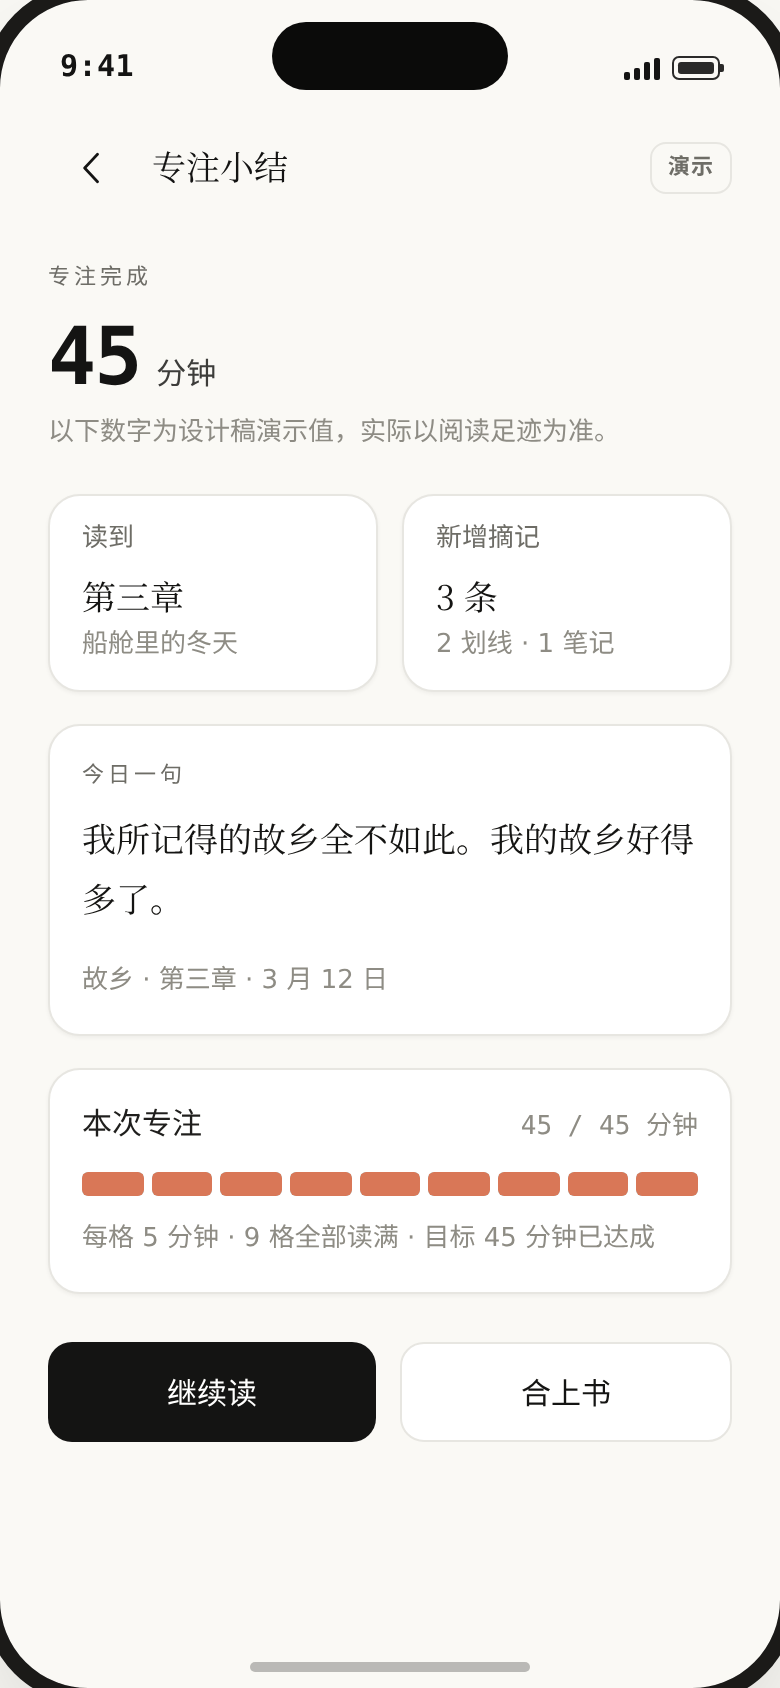 9:41
专注小结
演示
专注完成
45 分钟
以下数字为设计稿演示值，实际以阅读足迹为准。
读到
第三章
船舱里的冬天
新增摘记
3 条
2 划线 · 1 笔记
今日一句
我所记得的故乡全不如此。我的故乡好得
多了。
故乡 · 第三章 · 3 月 12 日
本次专注
45 / 45 分钟
每格 5 分钟 · 9 格全部读满 · 目标 45 分钟已达成
继续读
合上书